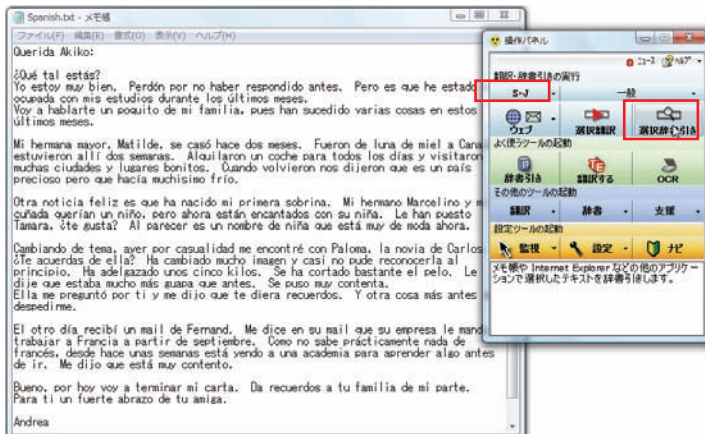 Spanish.txt - メモ帳
ファイル(F) 編集(E) 書式(O) 表示(V) ヘルプ(H)
Querida Akiko:
¿Qué tal estás?
Yo estoy muy bien. Perdón por no haber respondido antes. Pero es que he estado
ocupada con mis estudios durante los últimos meses.
Voy a hablarte un poquito de mi familia, pues han sucedido varias cosas en estos
últimos meses.
Mi hermana mayor, Matilde, se casó hace dos meses. Fueron de luna de miel a Cana
estuvieron allí dos semanas. Alquilaron un coche para todos los días y visitaron
muchas ciudades y lugares bonitos. Cuando volvieron nos dijeron que es un país
precioso pero que hacía muchísimo frío.
Otra noticia feliz es que ha nacido mi primera sobrina. Mi hermano Marcelino y m
cuñada querían un niño, pero ahora están encantados con su niña. Le han puesto
Tamara, ¿te gusta? Al parecer es un nombre de niña que está muy de moda ahora.
Cambiando de tema, ayer por casualidad me encontré con Paloma, la novia de Carlos
¿Te acuerdas de ella? Ha cambiado mucho imagen y casi no pude reconocerla al
principio. Ha adelgazado unos cinco kilos. Se ha cortado bastante el pelo. Le
dije que estaba mucho más guapa que antes. Se puso muy contenta.
Ella me preguntó por ti y me dijo que te diera recuerdos. Y otra cosa más antes
despedirme.
El otro día recibí un mail de Fernand. Me dice en su mail que su empresa le mand
trabajar a Francia a partir de septiembre. Como no sabe prácticamente nada de
francés, desde hace unas semanas está yendo a una academia para aprender algo antes
de ir. Me dijo que está muy contento.
Bueno, por hoy voy a terminar mi carta. Da recuerdos a tu familia de mi parte.
Para ti un fuerte abrazo de tu amiga.
Andrea
操作パネル
ニュース ヘルプ
翻訳・辞書引きの実行
S-J 一般
ウェブ 選択翻訳 選択辞書引き
よく使うツールの起動
辞書引き 翻訳する OCR
その他のツールの起動
翻訳 辞書 支援
設定ツールの起動
監視 設定 ナビ
メモ帳や Internet Explorer などの他のアプリケー
ションで選択したテキストを辞書引きします。